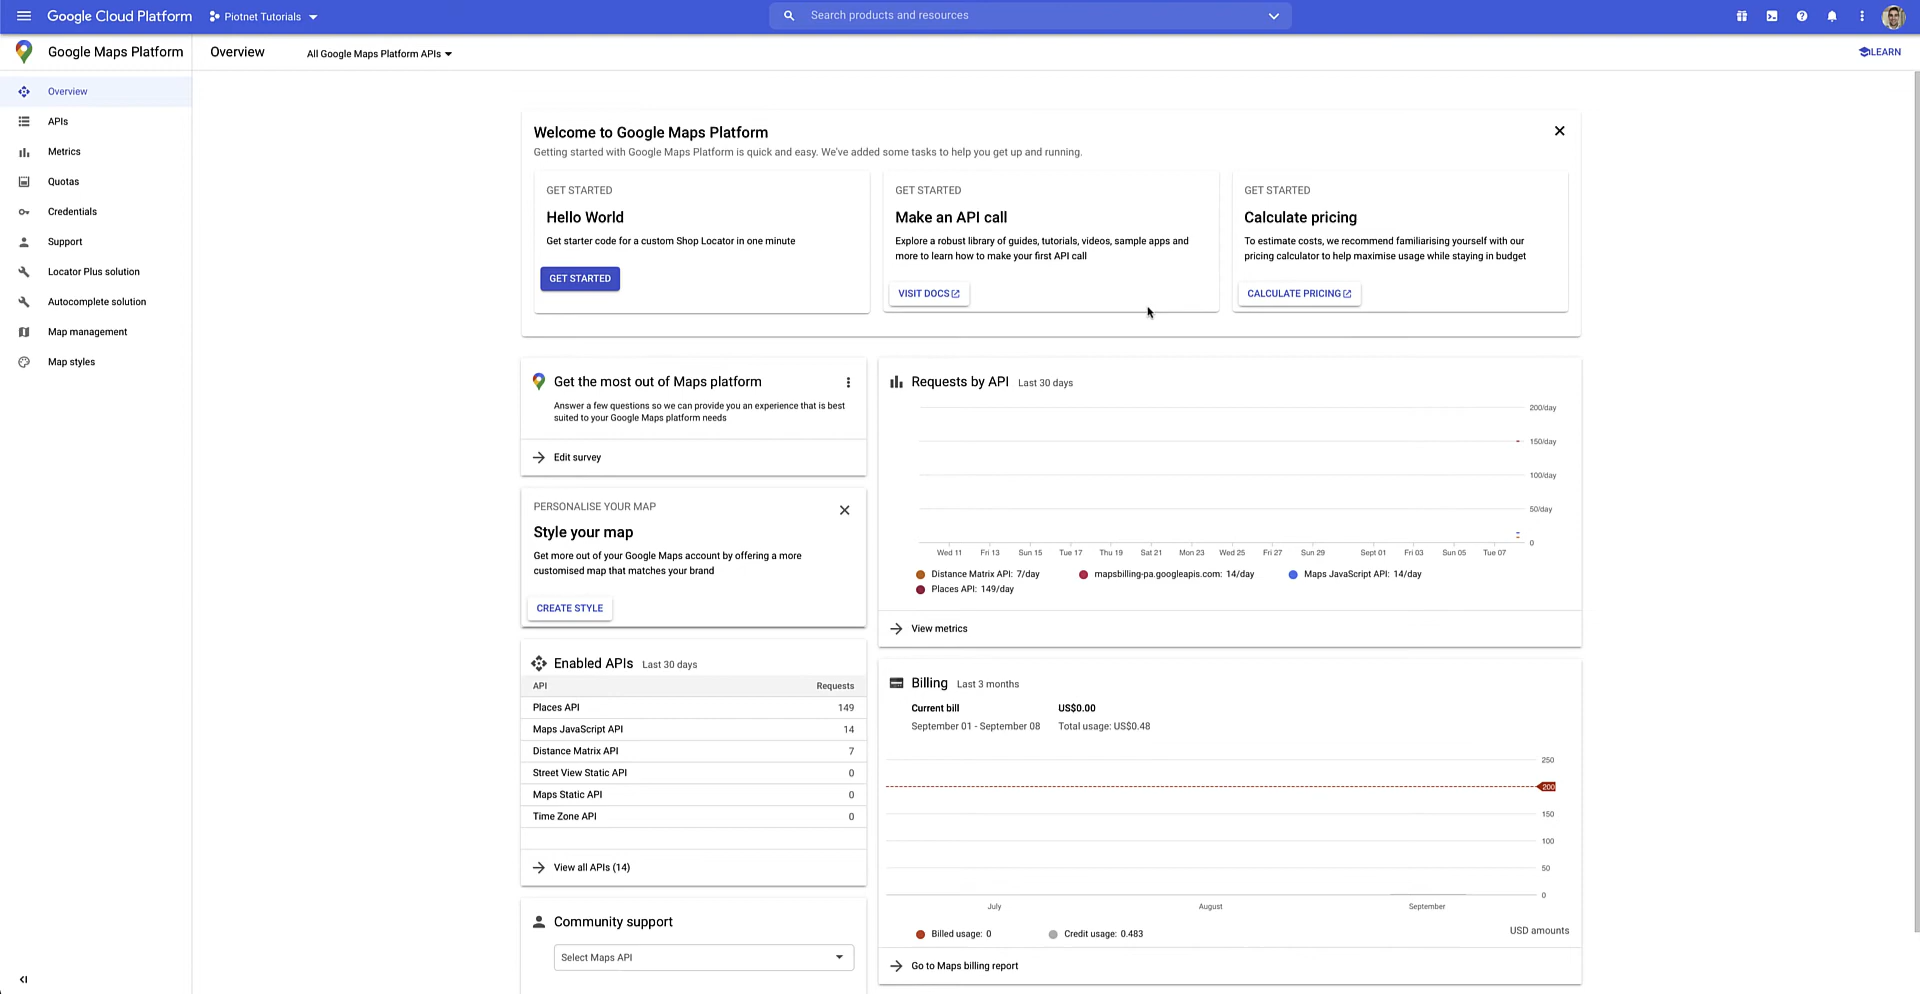 Google Cloud Platform
Piotnet Tutorials
Search products and resources
Google Maps Platform
Overview
All Google Maps Platform APIs
LEARN
Overview
APIs
Metrics
Quotas
Credentials
Support
Locator Plus solution
Autocomplete solution
Map management
Map styles
Welcome to Google Maps Platform
Getting started with Google Maps Platform is quick and easy. We've added some tasks to help you get up and running.
GET STARTED
Hello World
Get starter code for a custom Shop Locator in one minute
GET STARTED
GET STARTED
Make an API call
Explore a robust library of guides, tutorials, videos, sample apps and
more to learn how to make your first API call
VISIT DOCS
GET STARTED
Calculate pricing
To estimate costs, we recommend familiarising yourself with our
pricing calculator to help maximise usage while staying in budget
CALCULATE PRICING
Get the most out of Maps platform
Answer a few questions so we can provide you an experience that is best
suited to your Google Maps platform needs
Edit survey
PERSONALISE YOUR MAP
Style your map
Get more out of your Google Maps account by offering a more
customised map that matches your brand
CREATE STYLE
Enabled APIs Last 30 days
API Requests
Places API 149
Maps JavaScript API 14
Distance Matrix API 7
Street View Static API 0
Maps Static API 0
Time Zone API 0
View all APIs (14)
Community support
Select Maps API
Requests by API Last 30 days
200/day
150/day
100/day
50/day
0
Wed 11 Fri 13 Sun 15 Tue 17 Thu 19 Sat 21 Mon 23 Wed 25 Fri 27 Sun 29 Sept 01 Fri 03 Sun 05 Tue 07
Distance Matrix API: 7/day mapsbilling-pa.googleapis.com: 14/day Maps JavaScript API: 14/day
Places API: 149/day
View metrics
Billing Last 3 months
Current bill US$0.00
September 01 - September 08 Total usage: US$0.48
250
200
150
100
50
0
July August September
Billed usage: 0 Credit usage: 0.483
USD amounts
Go to Maps billing report